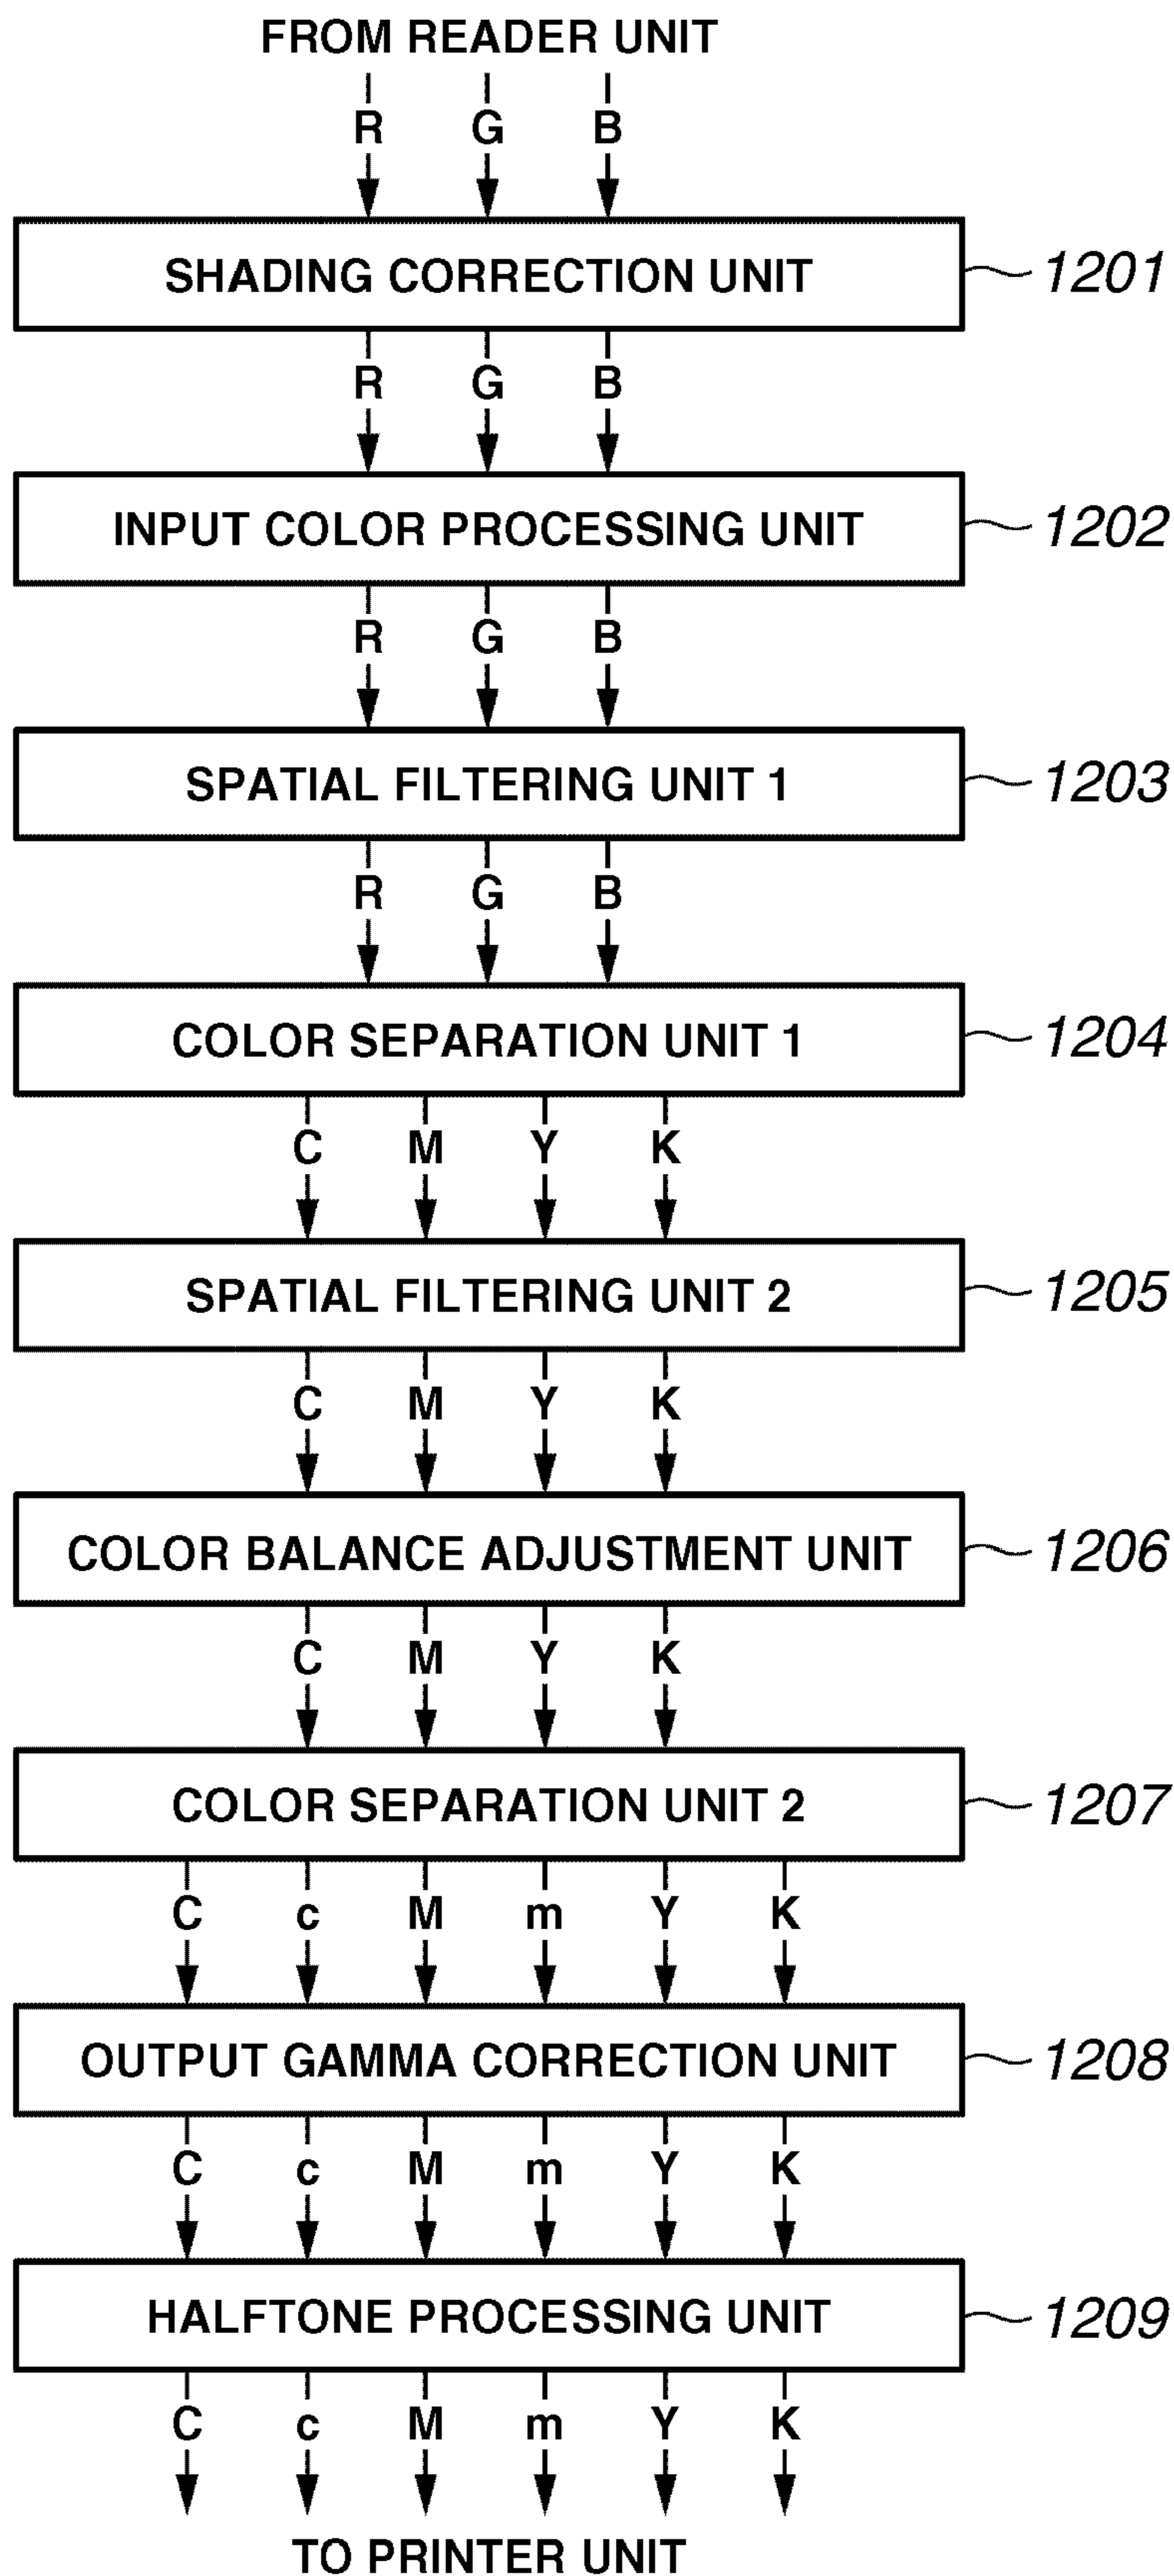 FROM READER UNIT
R G B
SHADING CORRECTION UNIT 1201
R G B
INPUT COLOR PROCESSING UNIT 1202
R G B
SPATIAL FILTERING UNIT 1 1203
R G B
COLOR SEPARATION UNIT 1 1204
C M Y K
SPATIAL FILTERING UNIT 2 1205
C M Y K
COLOR BALANCE ADJUSTMENT UNIT 1206
C M Y K
COLOR SEPARATION UNIT 2 1207
C c M m Y K
OUTPUT GAMMA CORRECTION UNIT 1208
C c M m Y K
HALFTONE PROCESSING UNIT 1209
C c M m Y K
TO PRINTER UNIT